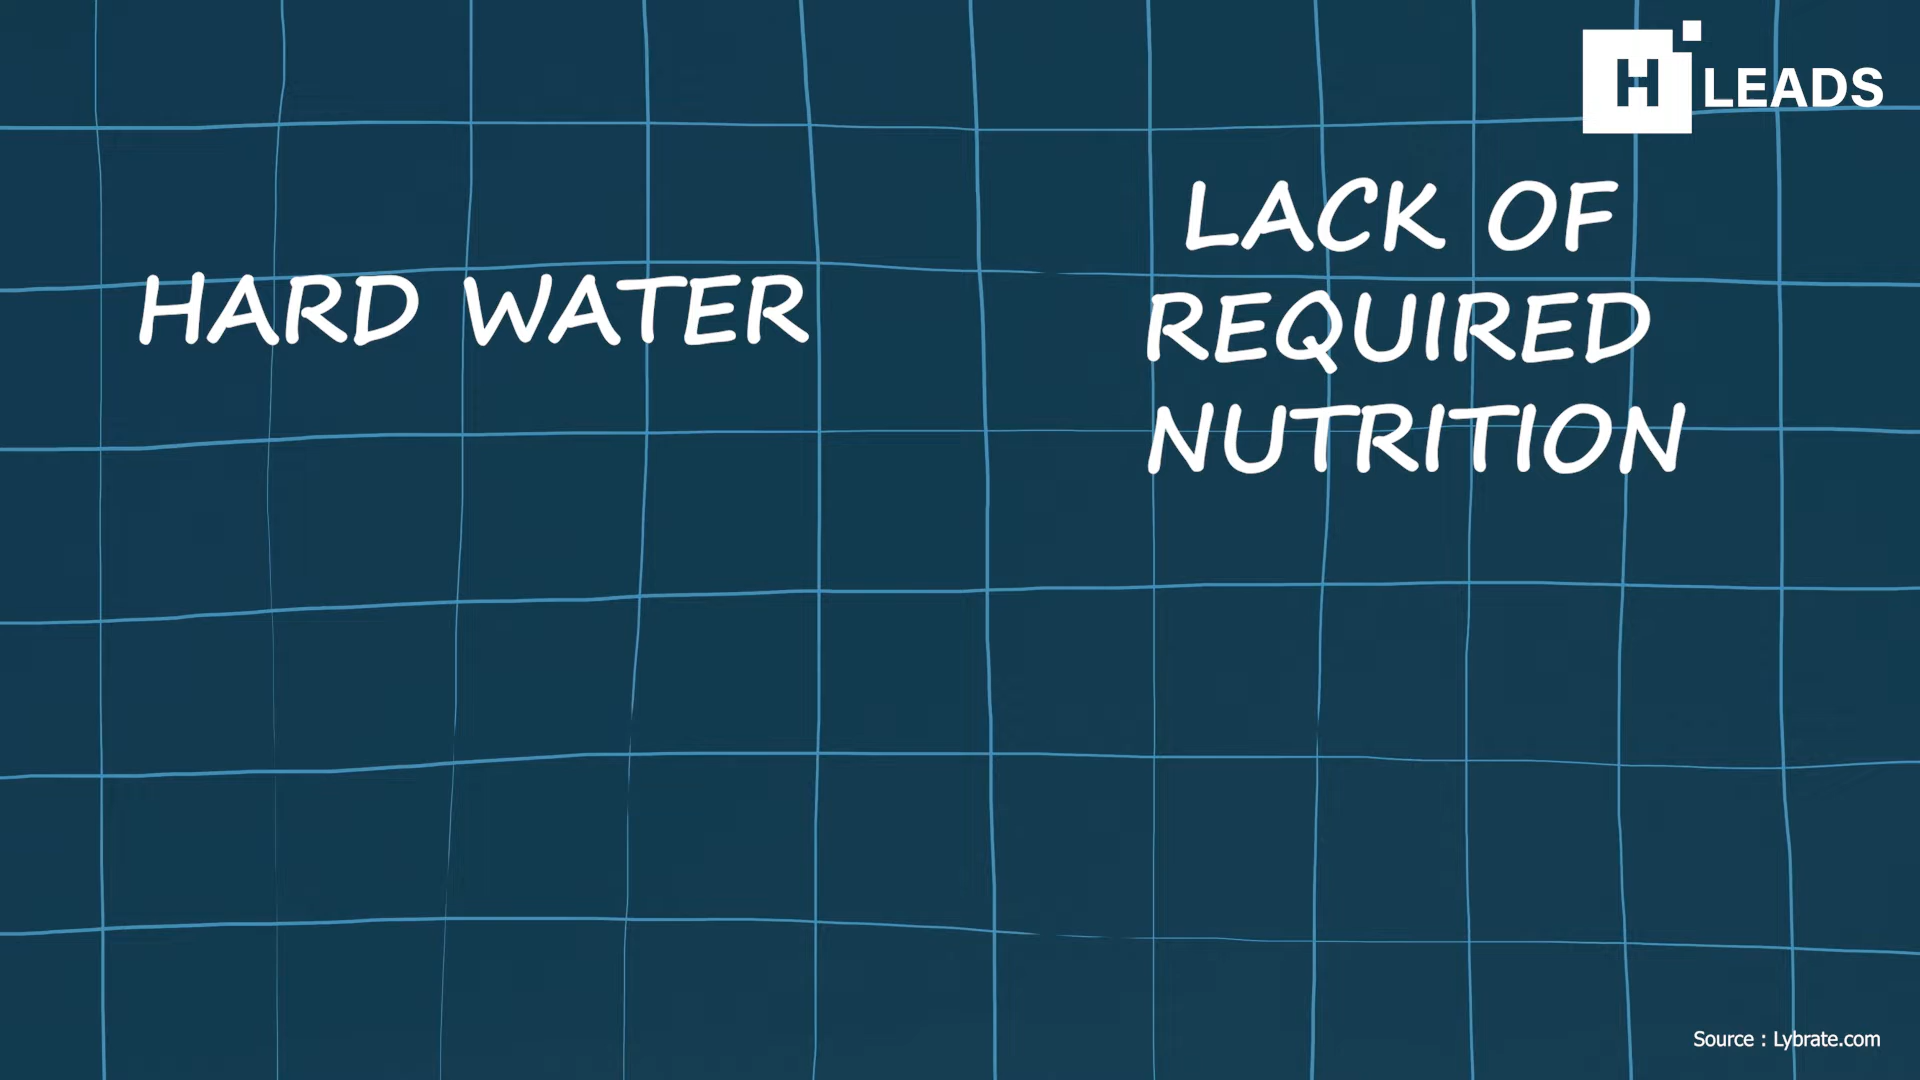 H LEADS
HARD WATER
LACK OF
REQUIRED
NUTRITION
Source : Lybrate.com